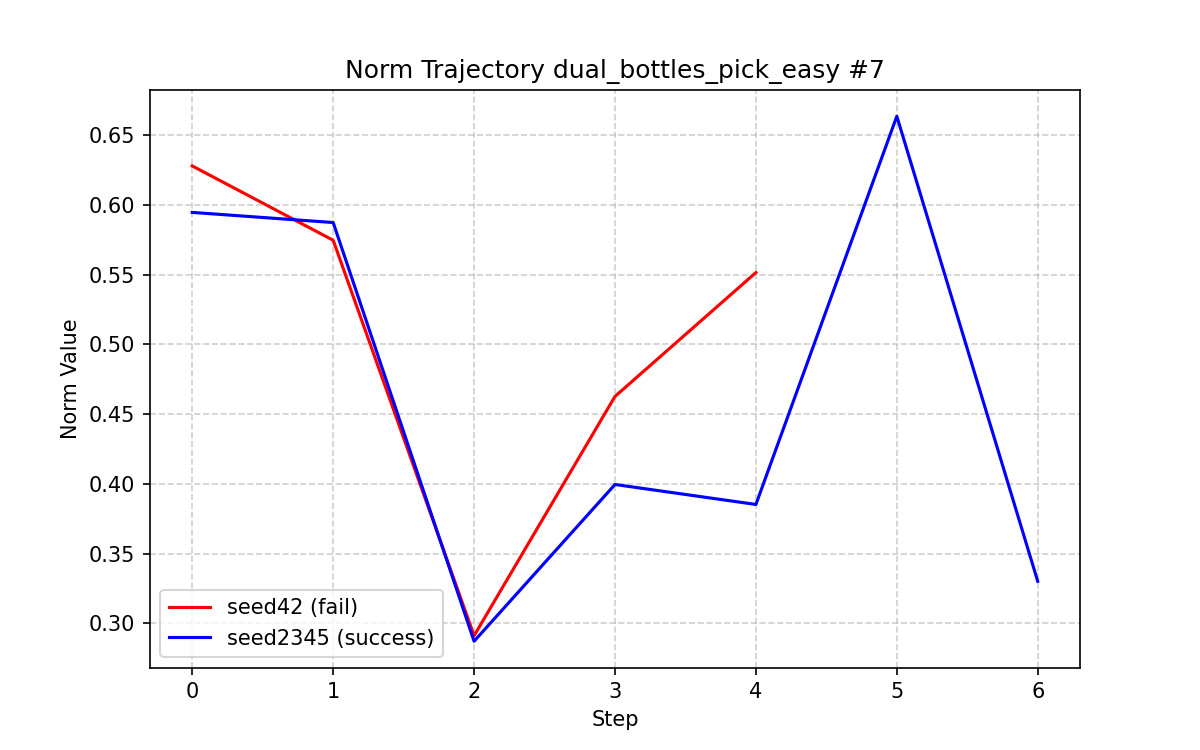 Norm Trajectory dual_bottles_pick_easy #7
Norm Value
0.65
0.60
0.55
0.50
0.45
0.40
0.35
0.30
seed42 (fail)
seed2345 (success)
0 1 2 3 4 5 6
Step